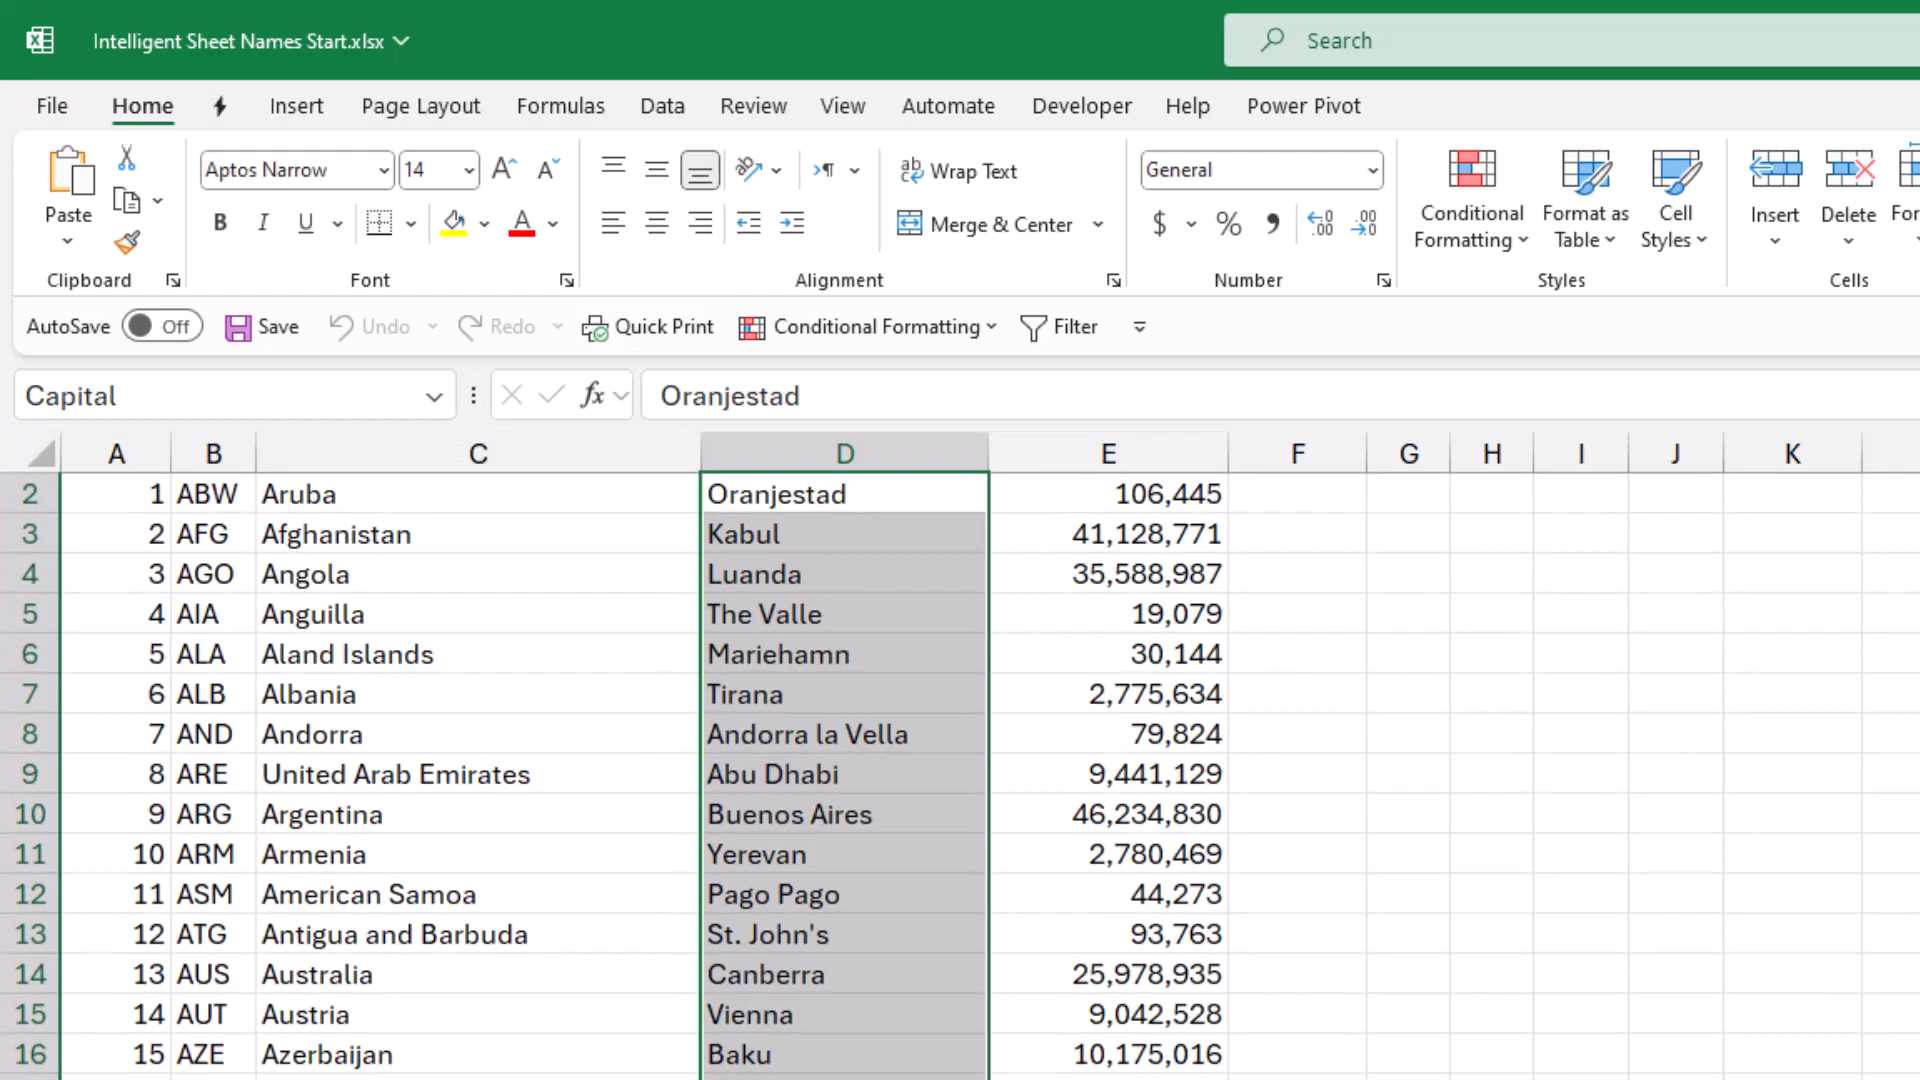 Intelligent Sheet Names Start.xlsx
Search
File Home Insert Page Layout Formulas Data Review View Automate Developer Help Power Pivot
Paste
Clipboard
Aptos Narrow 14
B I U
Font
Wrap Text
Merge & Center
Alignment
General
$ % ,
Number
Conditional Formatting
Format as Table
Cell Styles
Styles
Insert
Delete
Cells
AutoSave Off Save Undo Redo Quick Print Conditional Formatting Filter
Capital fx Oranjestad
A B C D E F G H I J K
2 1 ABW Aruba Oranjestad 106,445
3 2 AFG Afghanistan Kabul 41,128,771
4 3 AGO Angola Luanda 35,588,987
5 4 AIA Anguilla The Valle 19,079
6 5 ALA Aland Islands Mariehamn 30,144
7 6 ALB Albania Tirana 2,775,634
8 7 AND Andorra Andorra la Vella 79,824
9 8 ARE United Arab Emirates Abu Dhabi 9,441,129
10 9 ARG Argentina Buenos Aires 46,234,830
11 10 ARM Armenia Yerevan 2,780,469
12 11 ASM American Samoa Pago Pago 44,273
13 12 ATG Antigua and Barbuda St. John's 93,763
14 13 AUS Australia Canberra 25,978,935
15 14 AUT Austria Vienna 9,042,528
16 15 AZE Azerbaijan Baku 10,175,016